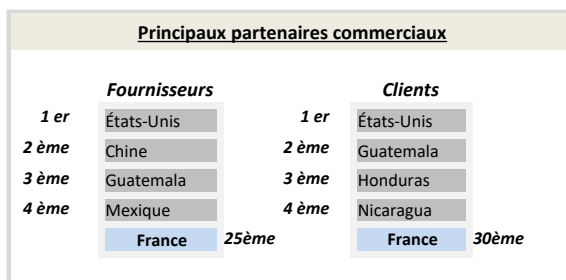 Principaux partenaires commerciaux
Fournisseurs Clients
1 er États-Unis 1 er États-Unis
2 ème Chine 2 ème Guatemala
3 ème Guatemala 3 ème Honduras
4 ème Mexique 4 ème Nicaragua
France 25ème France 30ème